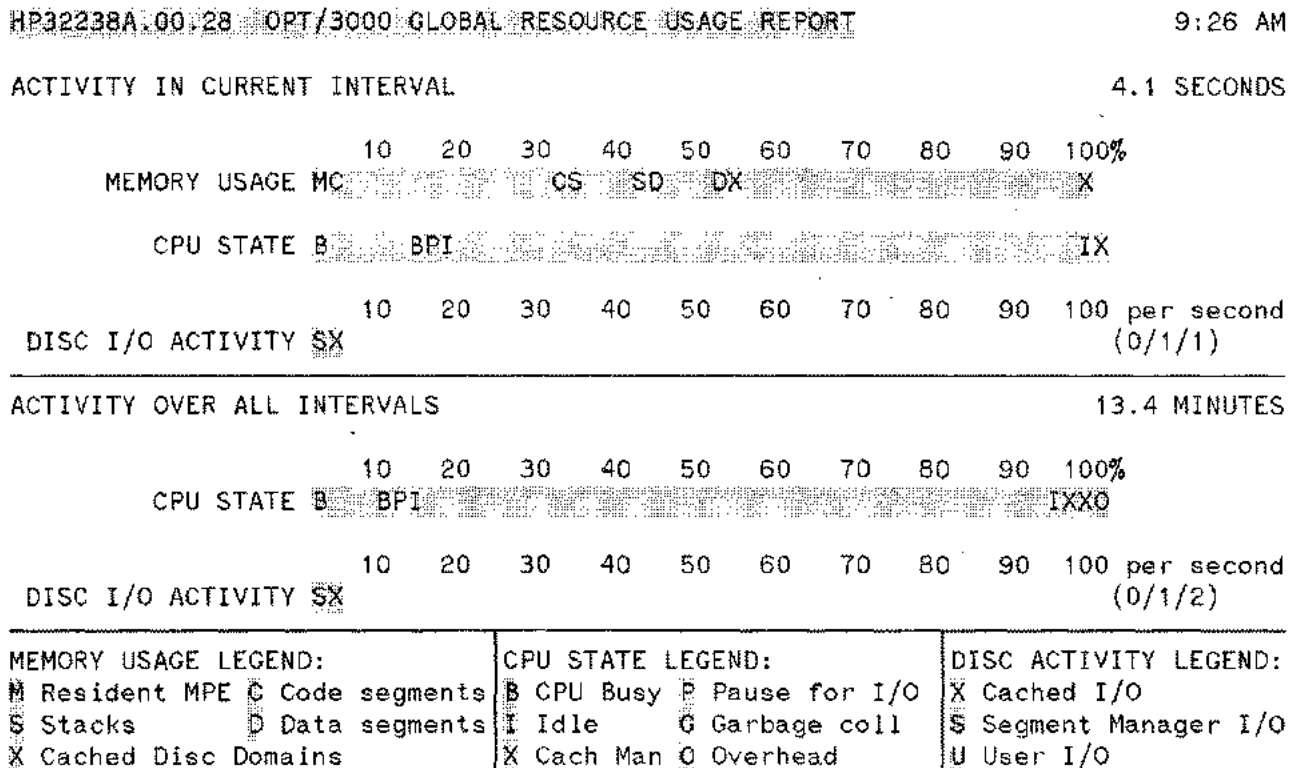 HP32238A.00.28 OPT/3000 GLOBAL RESOURCE USAGE REPORT 9:26 AM
ACTIVITY IN CURRENT INTERVAL 4.1 SECONDS
10 20 30 40 50 60 70 80 90 100%
MEMORY USAGE MC CS SD DX X
CPU STATE B BPI IX
10 20 30 40 50 60 70 80 90 100 per second
DISC I/O ACTIVITY SX (0/1/1)
ACTIVITY OVER ALL INTERVALS 13.4 MINUTES
10 20 30 40 50 60 70 80 90 100%
CPU STATE B BPI IXXO
10 20 30 40 50 60 70 80 90 100 per second
DISC I/O ACTIVITY SX (0/1/2)
MEMORY USAGE LEGEND: CPU STATE LEGEND: DISC ACTIVITY LEGEND:
M Resident MPE C Code segments B CPU Busy P Pause for I/O X Cached I/O
S Stacks D Data segments I Idle G Garbage coll S Segment Manager I/O
X Cached Disc Domains X Cach Man O Overhead U User I/O